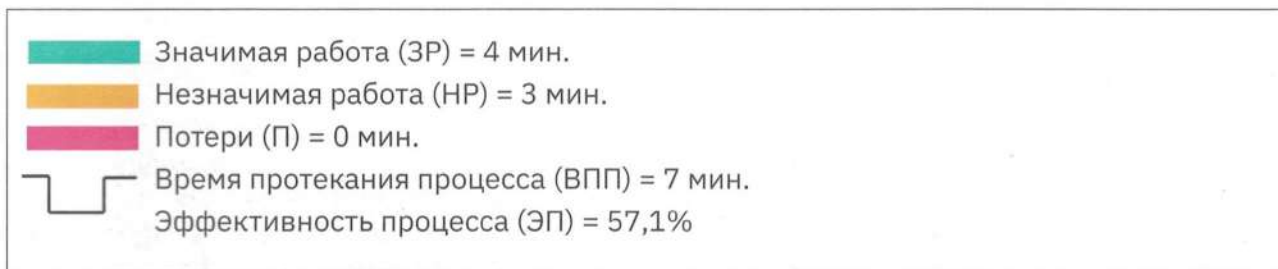 Значимая работа (ЗР) = 4 мин.
Незначимая работа (НР) = 3 мин.
Потери (П) = 0 мин.
Время протекания процесса (ВПП) = 7 мин.
Эффективность процесса (ЭП) = 57,1%